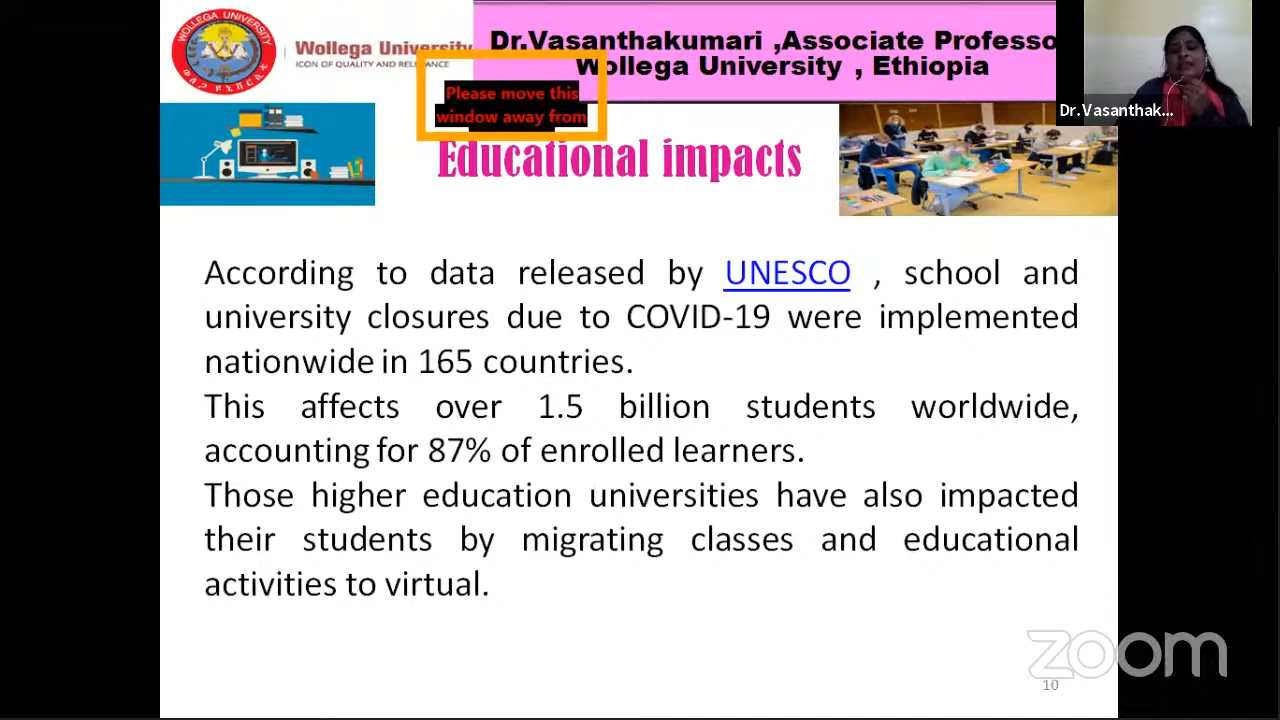 WOLLEGA UNIVERSITY
Wollega University
ICON OF QUALITY AND RELEVANCE
Dr.Vasanthakumari ,Associate Professo
Wollega University , Ethiopia
Please move this
window away from
Dr.Vasanthak...
Educational impacts
According to data released by UNESCO , school and
university closures due to COVID-19 were implemented
nationwide in 165 countries.
This affects over 1.5 billion students worldwide,
accounting for 87% of enrolled learners.
Those higher education universities have also impacted
their students by migrating classes and educational
activities to virtual.
zoom
10